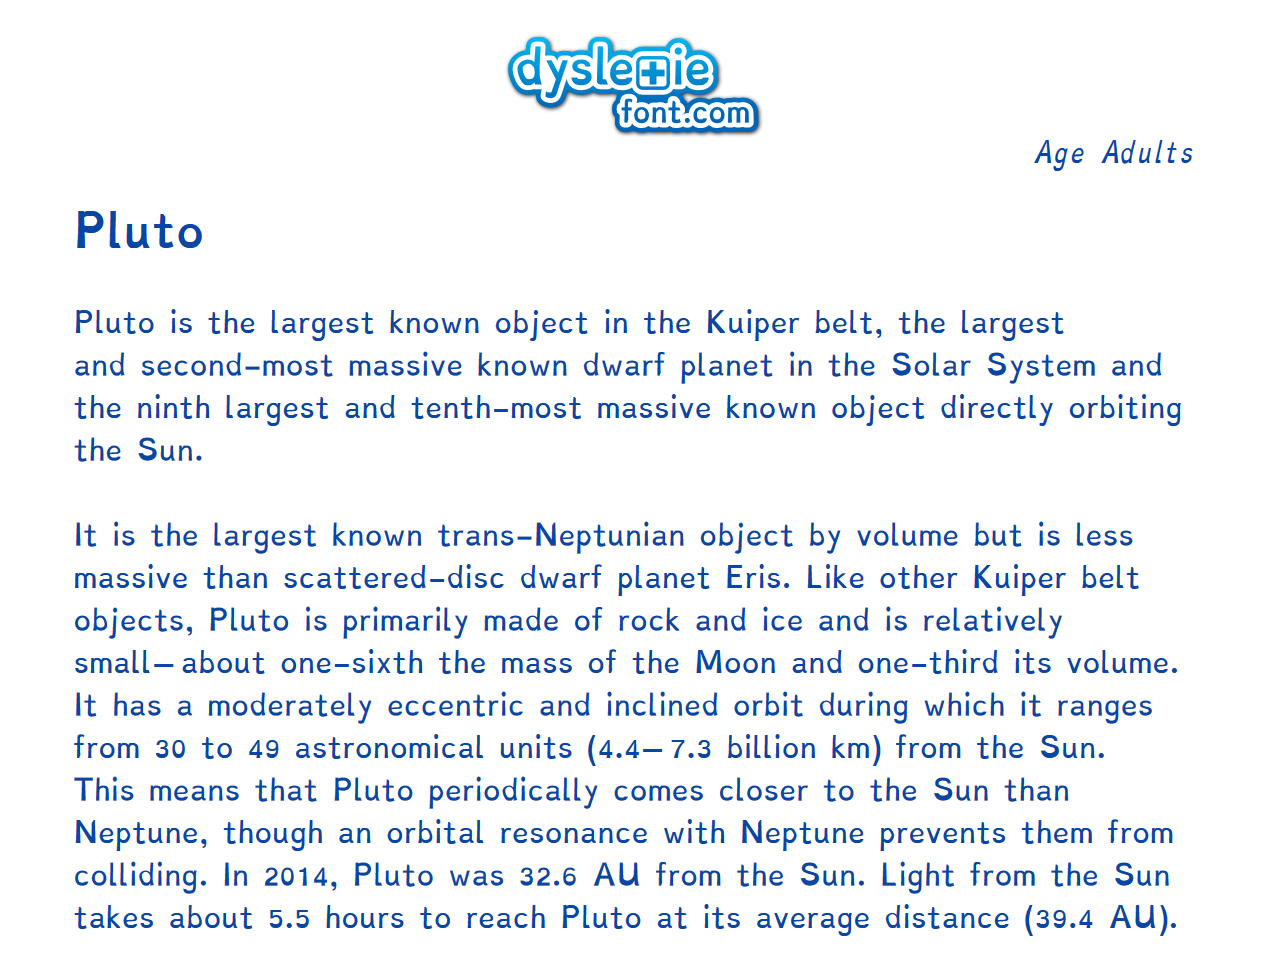 dyslexie
font.com
Age Adults
Pluto
Pluto is the largest known object in the Kuiper belt, the largest
and second-most massive known dwarf planet in the Solar System and
the ninth largest and tenth-most massive known object directly orbiting
the Sun.
It is the largest known trans-Neptunian object by volume but is less
massive than scattered-disc dwarf planet Eris. Like other Kuiper belt
objects, Pluto is primarily made of rock and ice and is relatively
small—about one-sixth the mass of the Moon and one-third its volume.
It has a moderately eccentric and inclined orbit during which it ranges
from 30 to 49 astronomical units (4.4–7.3 billion km) from the Sun.
This means that Pluto periodically comes closer to the Sun than
Neptune, though an orbital resonance with Neptune prevents them from
colliding. In 2014, Pluto was 32.6 AU from the Sun. Light from the Sun
takes about 5.5 hours to reach Pluto at its average distance (39.4 AU).